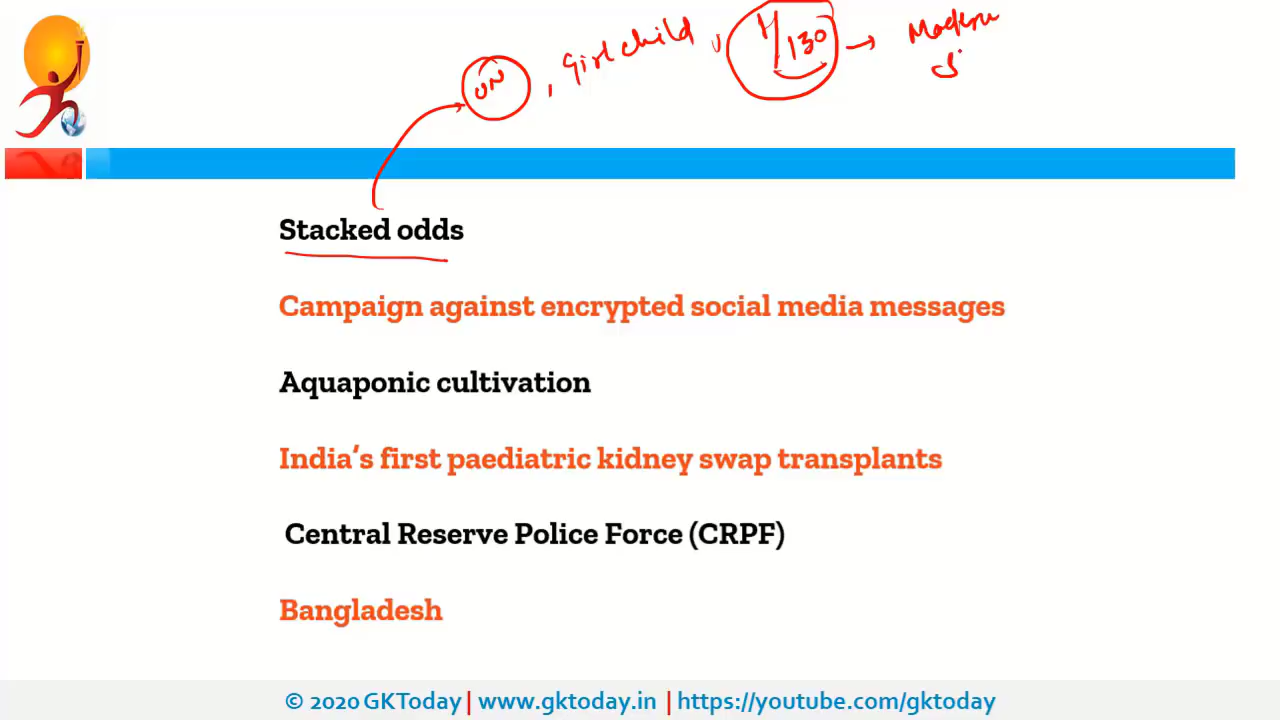 UN, Girl child, 1/130 → Modern
Stacked odds
Campaign against encrypted social media messages
Aquaponic cultivation
India's first paediatric kidney swap transplants
Central Reserve Police Force (CRPF)
Bangladesh
© 2020 GKToday | www.gktoday.in | https://youtube.com/gktoday